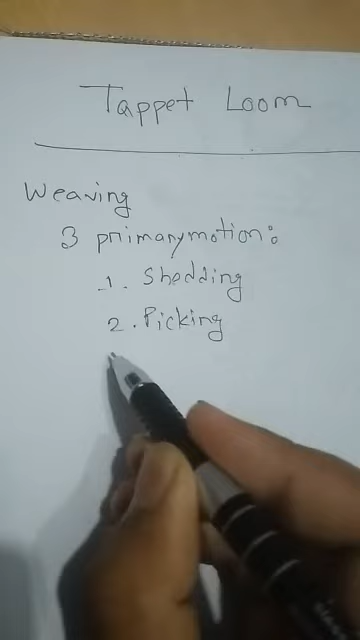 Tappet Loom
Weaving
3 primarymotion:
1. Shedding
2. Picking